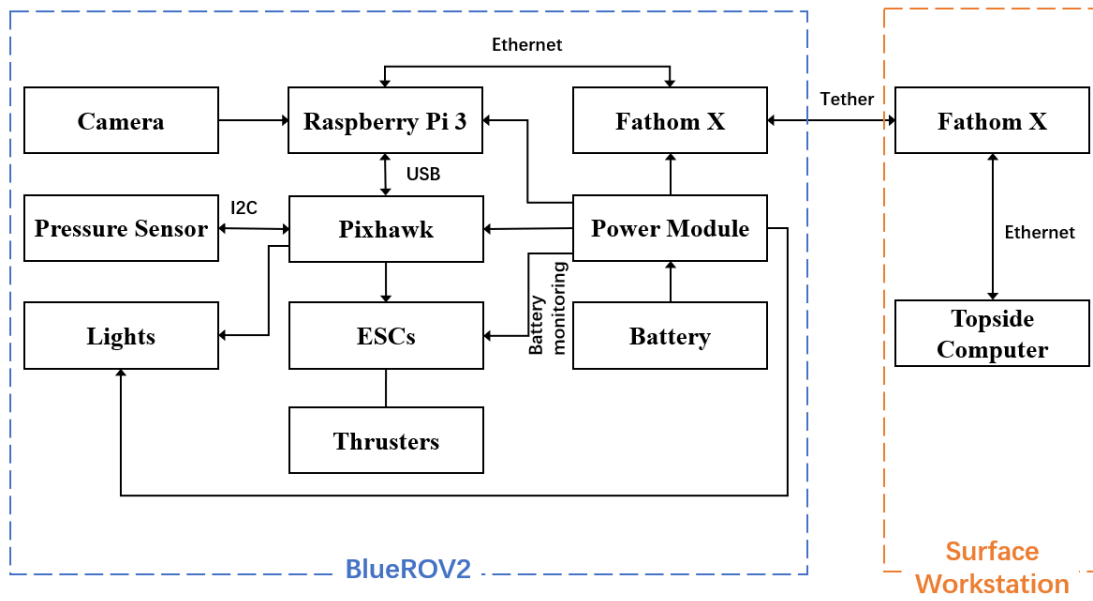 Ethernet
Camera
Raspberry Pi 3
Fathom X
Tether
Fathom X
USB
Pressure Sensor
I2C
Pixhawk
Power Module
Ethernet
Battery
monitoring
Lights
ESCs
Battery
Topside
Computer
Thrusters
BlueROV2
Surface
Workstation